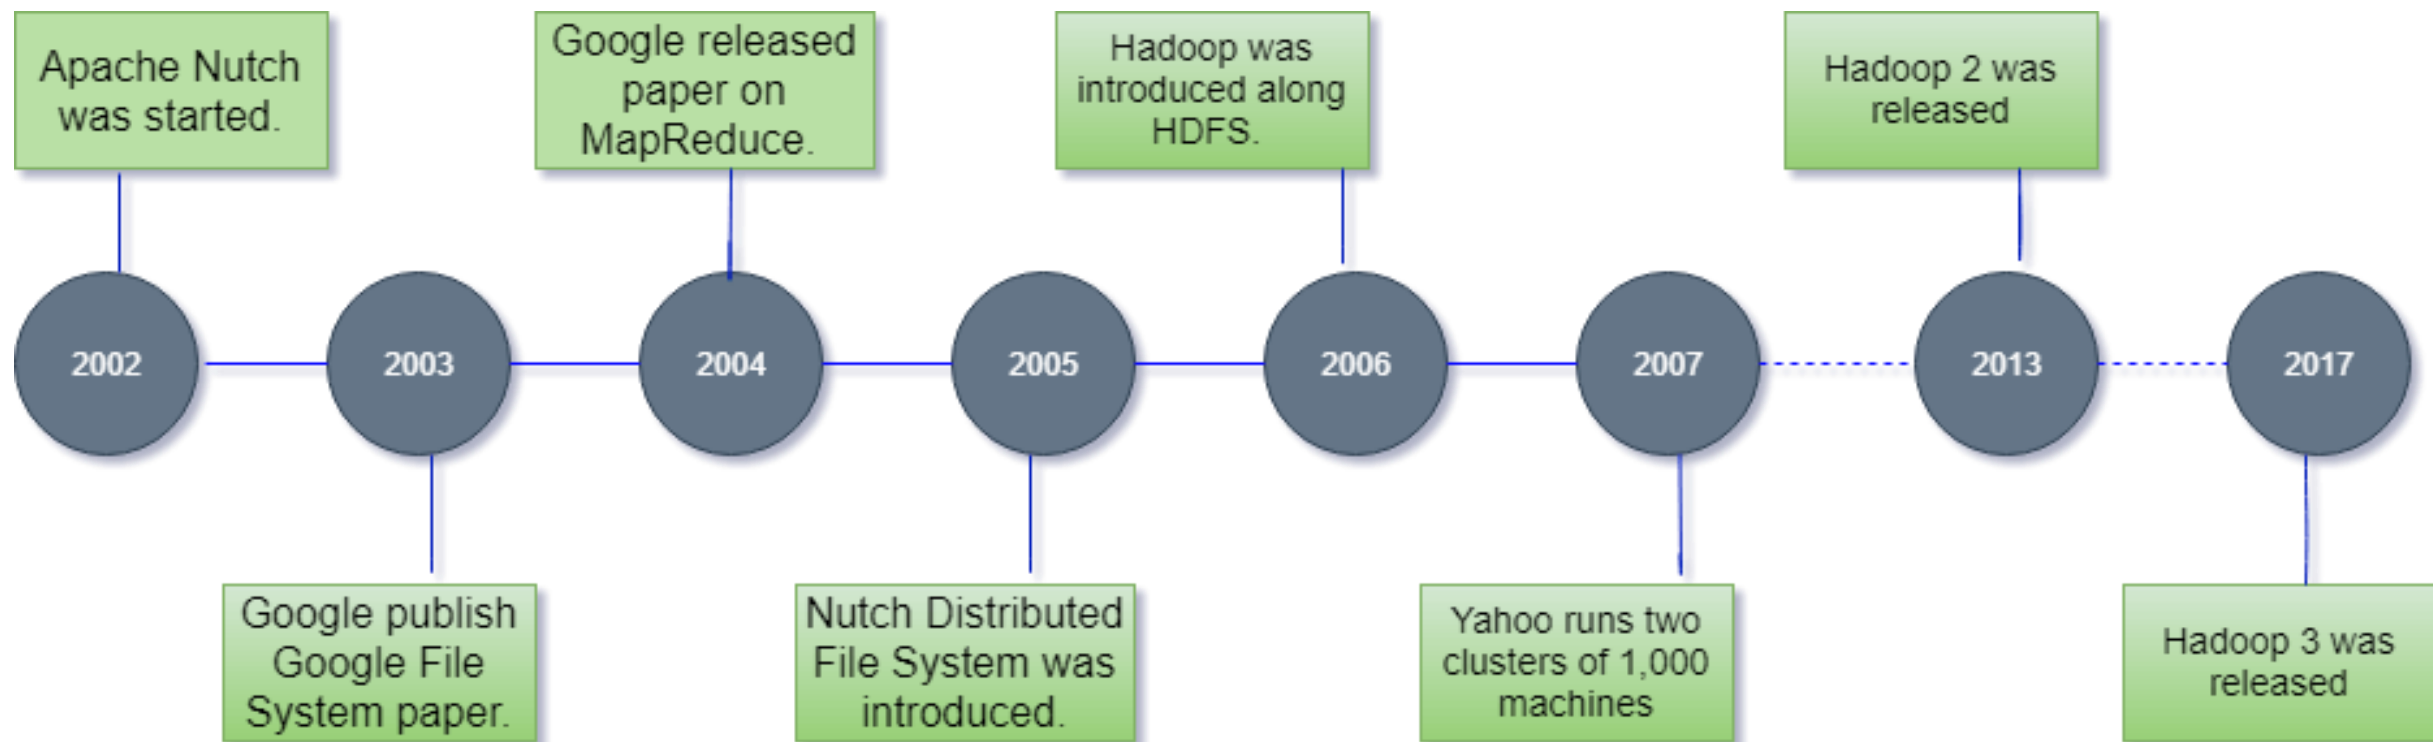 Apache Nutch
was started.
Google released
paper on
MapReduce.
Hadoop was
introduced along
HDFS.
Hadoop 2 was
released
2002
2003
2004
2005
2006
2007
2013
2017
Google publish
Google File
System paper.
Nutch Distributed
File System was
introduced.
Yahoo runs two
clusters of 1,000
machines
Hadoop 3 was
released